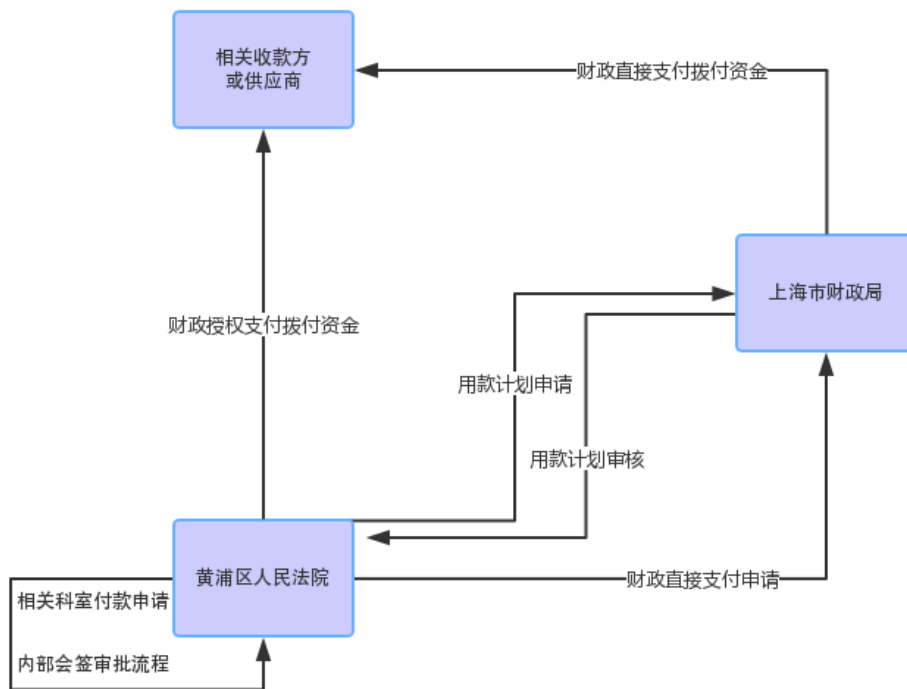 相关收款方
或供应商
财政直接支付拨付资金
上海市财政局
财政授权支付拨付资金
用款计划申请
用款计划审核
黄浦区人民法院
财政直接支付申请
相关科室付款申请
内部会签审批流程